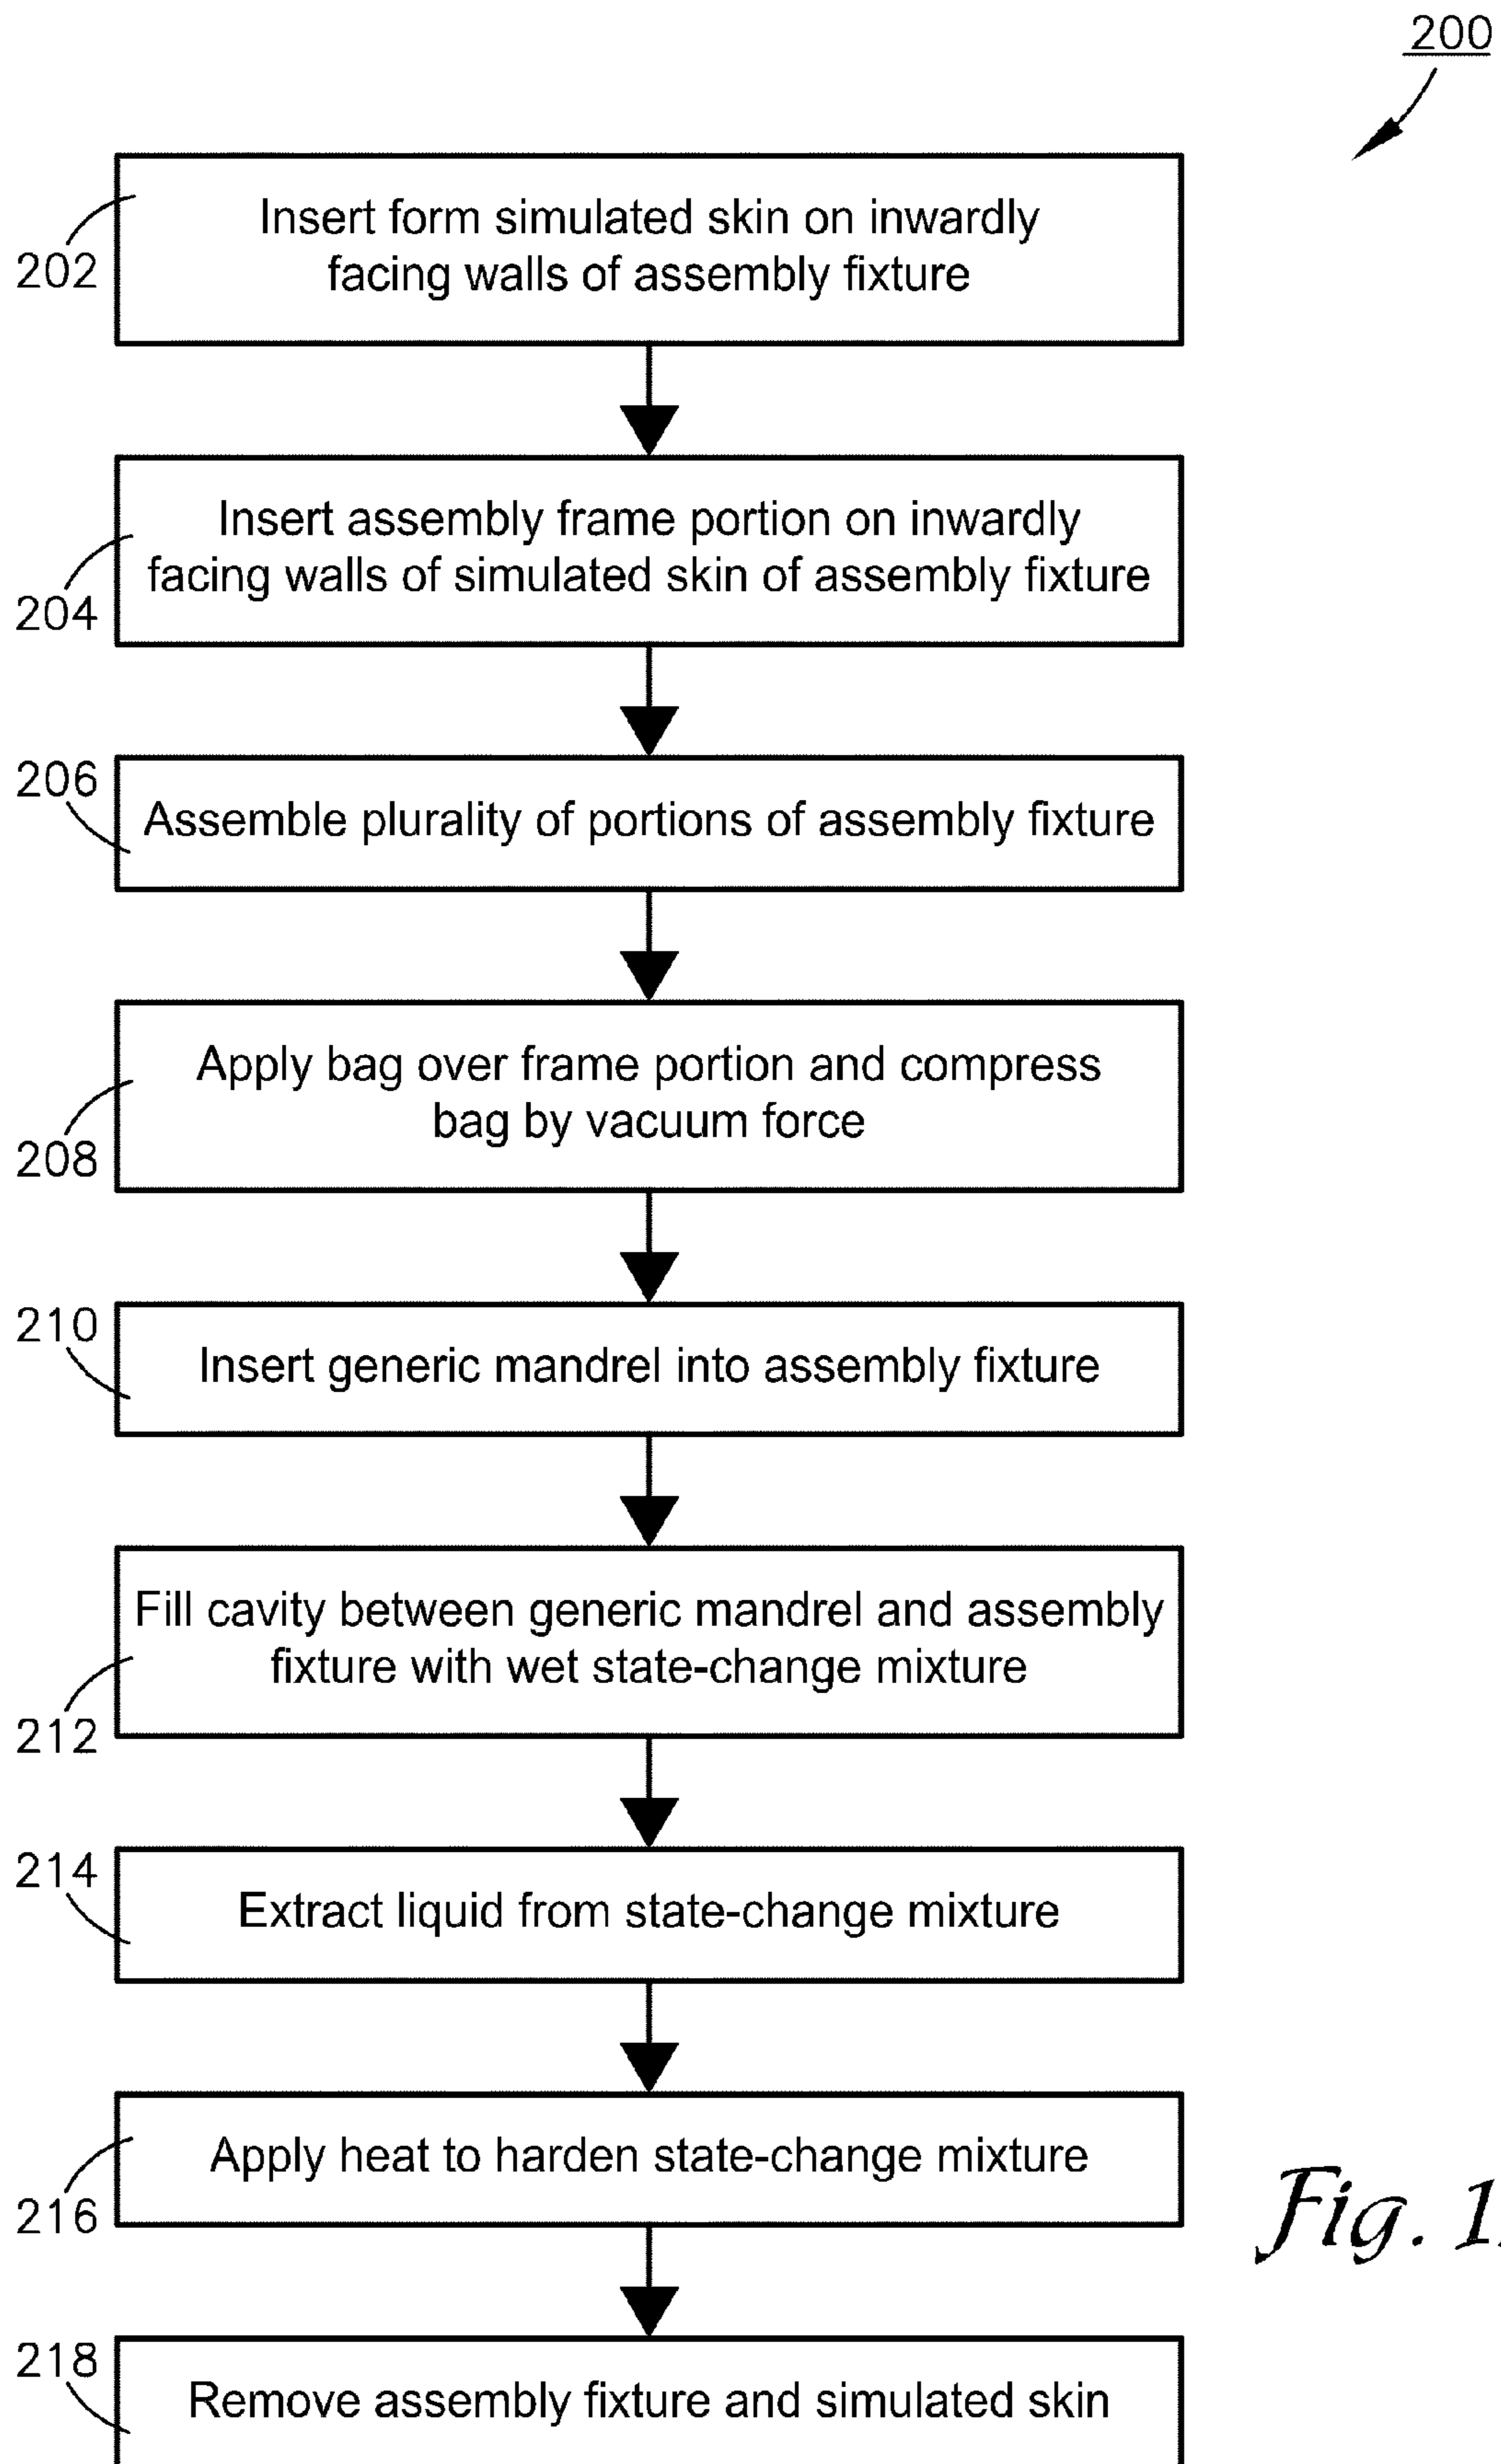 200
202
Insert form simulated skin on inwardly
facing walls of assembly fixture
204
Insert assembly frame portion on inwardly
facing walls of simulated skin of assembly fixture
206
Assemble plurality of portions of assembly fixture
208
Apply bag over frame portion and compress
bag by vacuum force
210
Insert generic mandrel into assembly fixture
212
Fill cavity between generic mandrel and assembly
fixture with wet state-change mixture
214
Extract liquid from state-change mixture
216
Apply heat to harden state-change mixture
218
Remove assembly fixture and simulated skin
Fig.